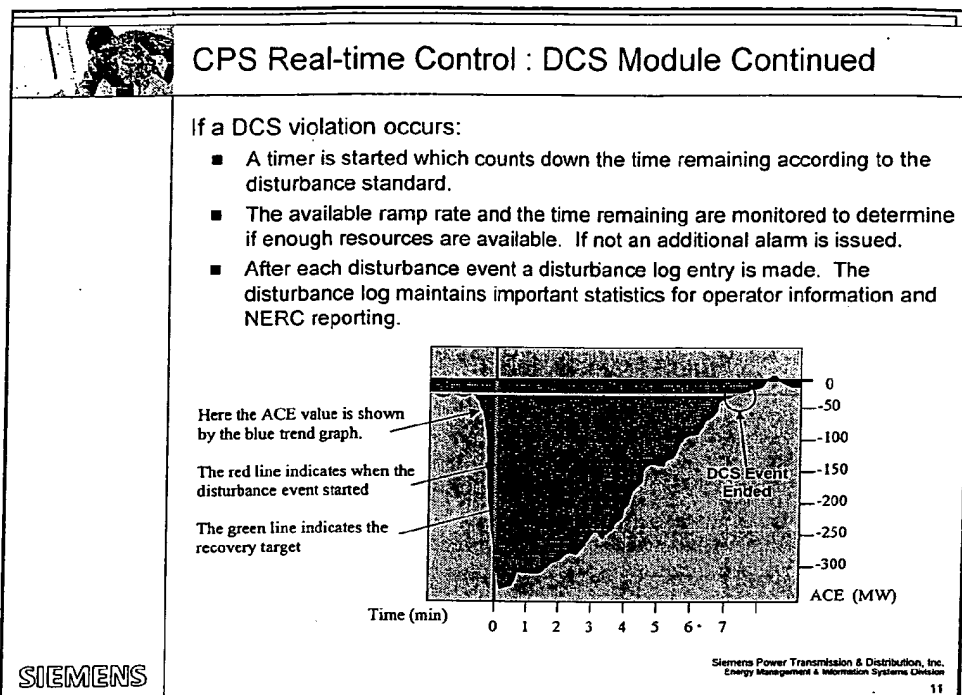 CPS Real-time Control : DCS Module Continued
If a DCS violation occurs:
■ A timer is started which counts down the time remaining according to the
disturbance standard.
■ The available ramp rate and the time remaining are monitored to determine
if enough resources are available. If not an additional alarm is issued.
■ After each disturbance event a disturbance log entry is made. The
disturbance log maintains important statistics for operator information and
NERC reporting.
Here the ACE value is shown
by the blue trend graph.
The red line indicates when the
disturbance event started
The green line indicates the
recovery target
DCS Event
Ended
0
-50
-100
-150
-200
-250
-300
ACE (MW)
Time (min)
0 1 2 3 4 5 6 7
SIEMENS
Siemens Power Transmission & Distribution, Inc.
Energy Management & Information Systems Division
11